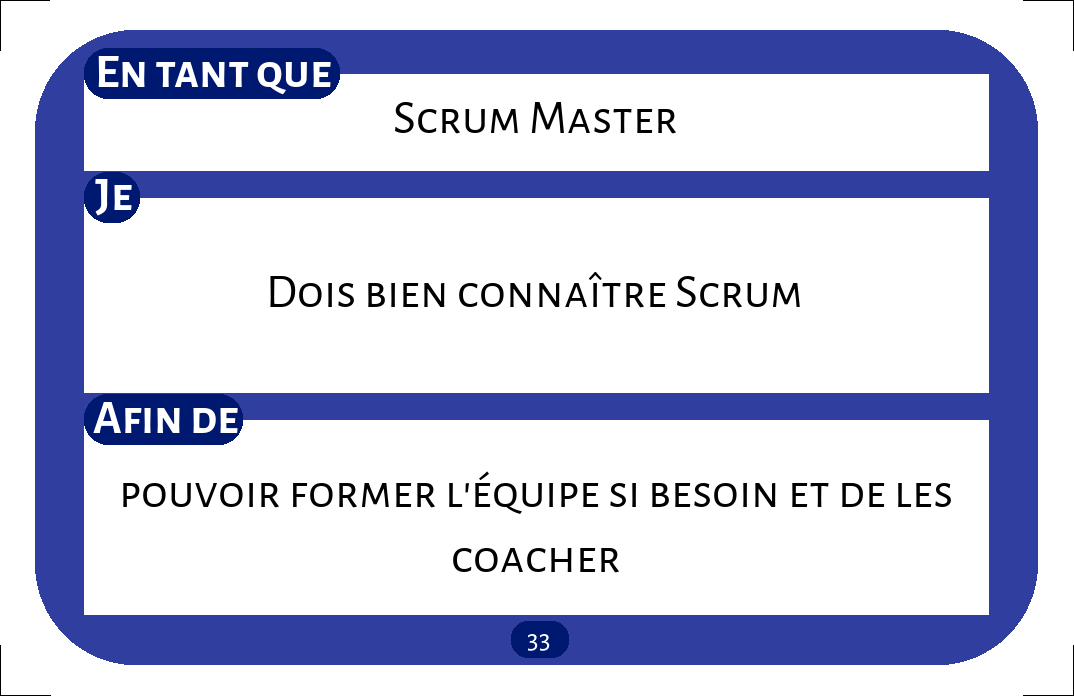 En tant que
Scrum Master
Je
Dois bien connaître Scrum
Afin de
pouvoir former l'équipe si besoin et de les
coacher
33